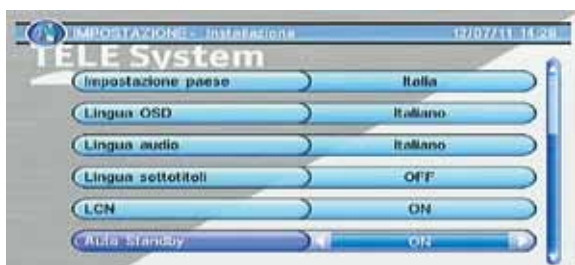 IMPOSTAZIONE - Installazione 12/07/11 14:28
TELE System
Impostazione paese Italia
Lingua OSD Italiano
Lingua audio Italiano
Lingua sottotitoli OFF
LCN ON
Auto Standby ON